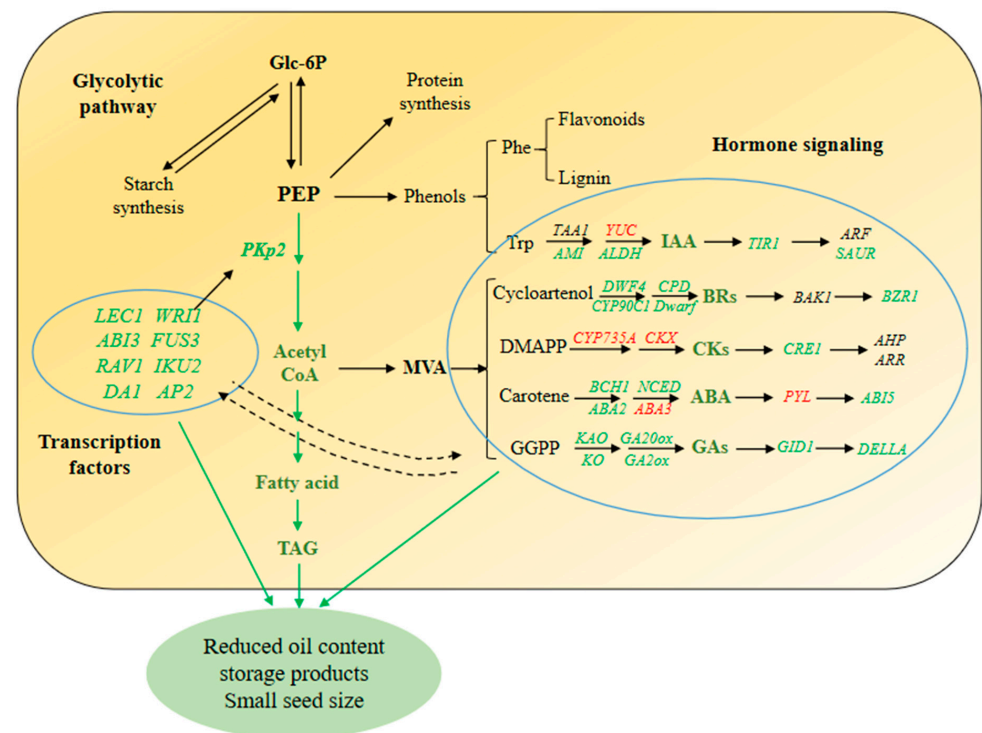 Glc-6P
Glycolytic
pathway
Protein
synthesis
Starch
synthesis
PEP
Phenols
Phe
Flavonoids
Lignin
Hormone signaling
PKp2
Trp
TAA1
AMI
YUC
ALDH
IAA
TIR1
ARF
SAUR
LEC1 WRI1
ABI3 FUS3
RAV1 IKU2
DA1 AP2
Transcription
factors
Acetyl
CoA
MVA
Cycloartenol
DWF4
CYP90C1
CPD
Dwarf
BRs
BAK1
BZR1
DMAPP
CYP735A
CKX
CKs
CRE1
AHP
ARR
Carotene
BCH1
ABA2
NCED
ABA3
ABA
PYL
ABI5
GGPP
KAO
KO
GA20ox
GA2ox
GAs
GID1
DELLA
Fatty acid
TAG
Reduced oil content
storage products
Small seed size